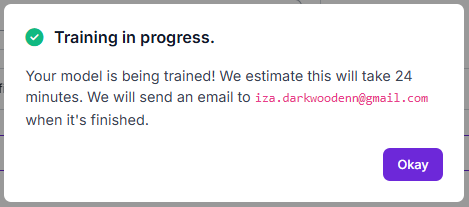 Training in progress.
Your model is being trained! We estimate this will take 24
minutes. We will send an email to iza.darkwoodenn@gmail.com
when it's finished.
Okay